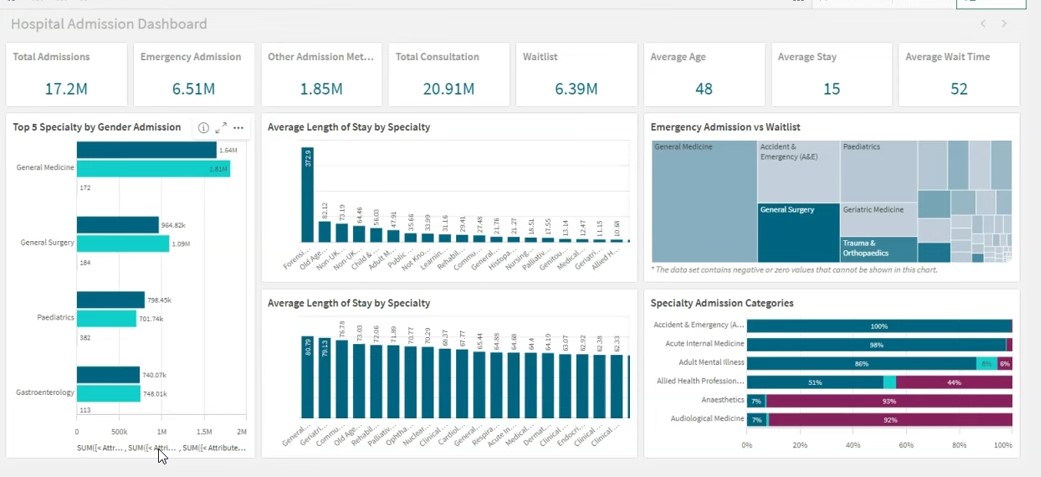 Hospital Admission Dashboard
Total Admissions
17.2M
Emergency Admission
6.51M
Other Admission Met...
1.85M
Total Consultation
20.91M
Waitlist
6.39M
Average Age
48
Average Stay
15
Average Wait Time
52
Top 5 Specialty by Gender Admission
General Medicine
1.64M
172
General Surgery
964.82k
1.09M
184
Paediatrics
798.45k
701.74k
382
Gastroenterology
740.07k
748.01k
113
0
500k
1M
1.5M
2M
SUM([< Attr... , SUM([< Attri... , SUM([< Attribute...
Average Length of Stay by Specialty
372.9
82.12
73.19
64.46
56.03
47.91
35.66
33.99
31.16
29.41
27.48
21.76
21.27
18.51
17.55
13.14
12.47
11.15
10.68
Forensi...
Old Age...
Non-UK...
Non-UK...
Child &...
Adult M...
Public...
Not Kno...
Learnin...
Rehabil...
Commu...
General...
Histopa...
Nursing...
Palliativ...
Genitou...
Medical...
Geriatri...
Allied H...
Emergency Admission vs Waitlist
General Medicine
Accident &
Emergency (A&E)
Paediatrics
General Surgery
Geriatric Medicine
Trauma &
Orthopaedics
* The data set contains negative or zero values that cannot be shown in this chart.
Average Length of Stay by Specialty
80.79
79.13
76.78
73.03
72.06
71.89
70.77
70.29
68.37
67.77
65.44
64.88
64.68
64.4
64.19
63.07
62.92
62.38
62.33
General...
Geriatri...
Commu...
Old Age...
Rehabil...
Palliativ...
Ophtha...
Nuclear...
Clinical...
Cardiol...
General...
Respira...
Acute In...
Medical...
Dermat...
Clinical...
Endocri...
Clinical...
Clinical...
Specialty Admission Categories
Accident & Emergency (A...
100%
Acute Internal Medicine
98%
Adult Mental Illness
86%
8%
6%
Allied Health Profession...
51%
44%
Anaesthetics
7%
93%
Audiological Medicine
7%
92%
0%
20%
40%
60%
80%
100%